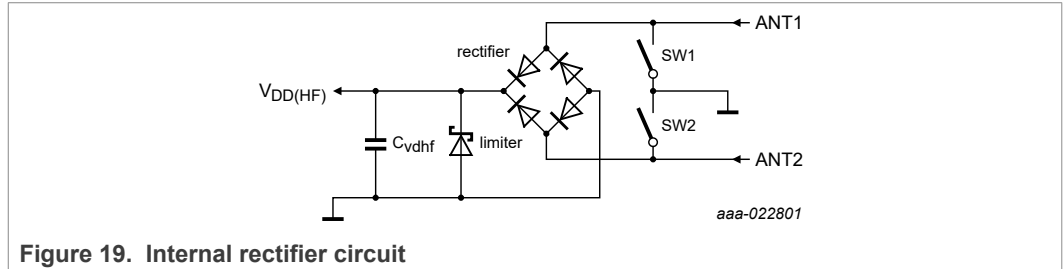 ANT1
rectifier
SW1
VDD(HF)
SW2
Cvdhf
limiter
ANT2
aaa-022801
Figure 19. Internal rectifier circuit